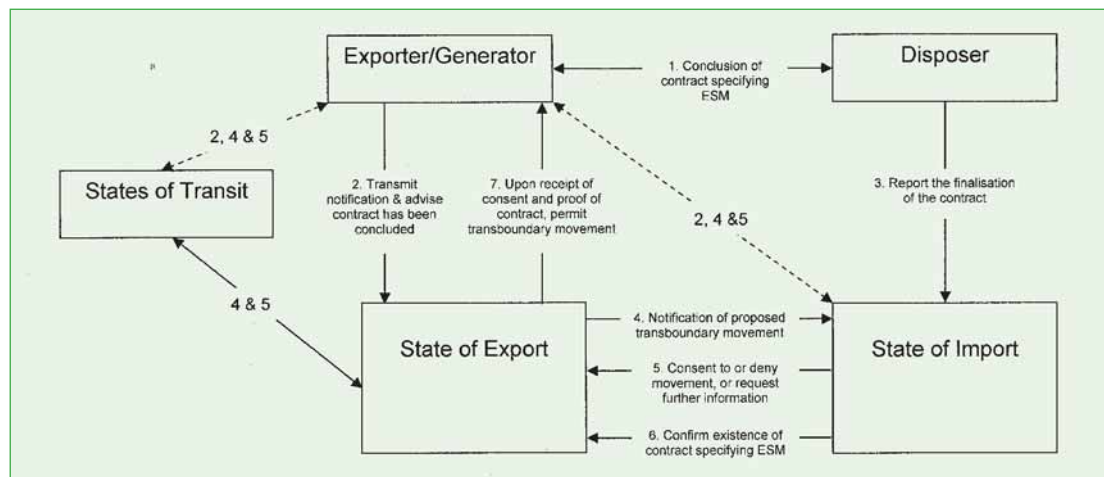 Exporter/Generator
1. Conclusion of
contract specifying
ESM
Disposer
2, 4 & 5
States of Transit
2. Transmit
notification & advise
contract has been
concluded
7. Upon receipt of
consent and proof of
contract, permit
transboundary movement
3. Report the finalisation
of the contract
2, 4 &5
4 & 5
State of Export
4. Notification of proposed
transboundary movement
5. Consent to or deny
movement, or request
further information
6. Confirm existence of
contract specifying ESM
State of Import